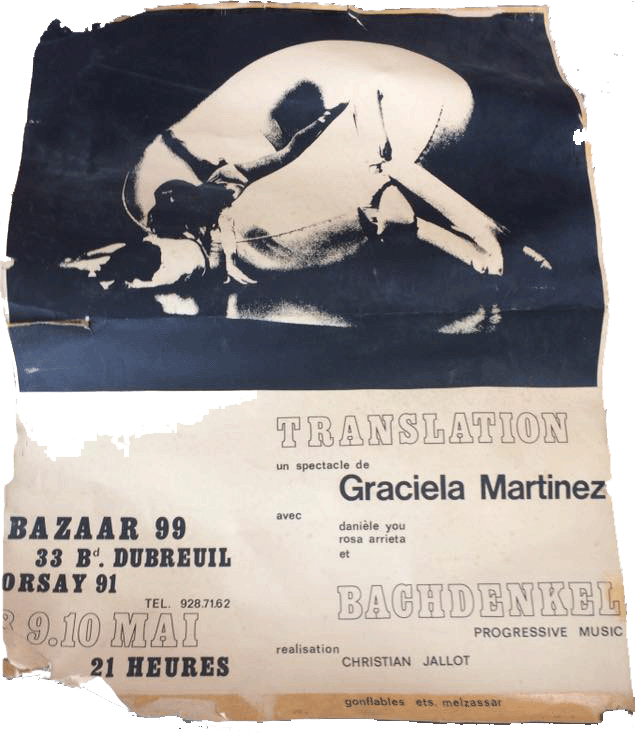 TRANSLATION
un spectacle de
Graciela Martinez
avec
danièle you
rosa arrieta
et
BACHDENKEL
PROGRESSIVE MUSIC
realisation
CHRISTIAN JALLOT
gonflables ets. melzassar
BAZAAR 99
33 Bd. DUBREUIL
ORSAY 91
TEL. 928.71.62
9.10 MAI
21 HEURES